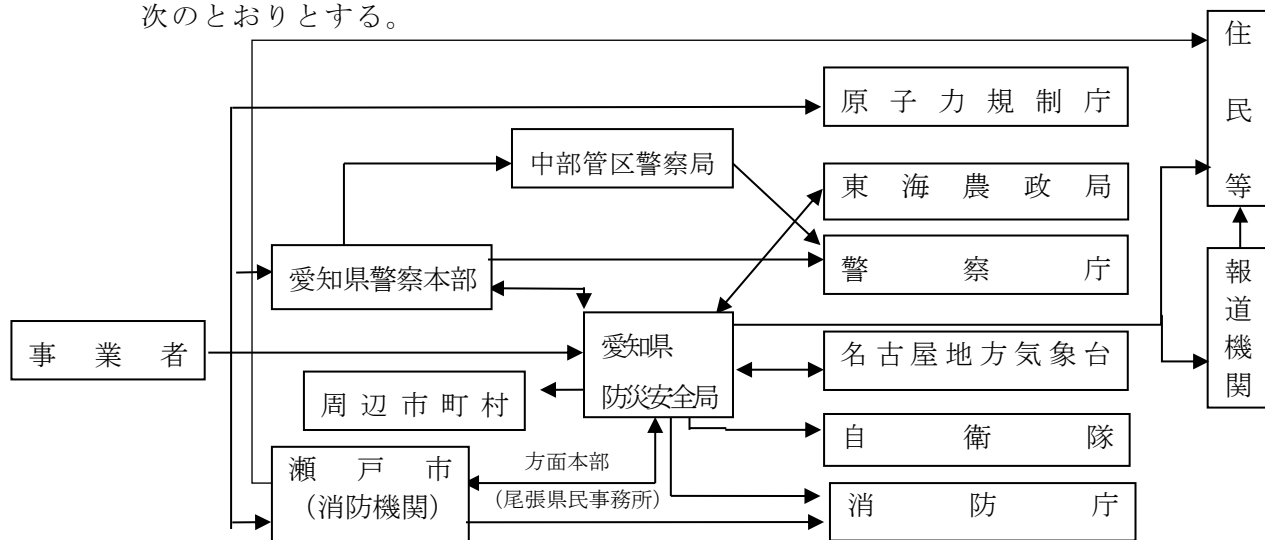 次のとおりとする。
住民等
原子力規制庁
中部管区警察局
東海農政局
愛知県警察本部
警察庁
報道機関
事業者
愛知県
防災安全局
名古屋地方気象台
周辺市町村
自衛隊
瀬戸市
（消防機関）
方面本部
（尾張県民事務所）
消防庁